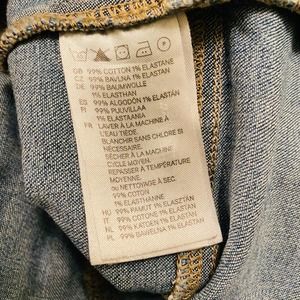 GB 99% COTTON 1% ELASTANE
CZ 99% BAVLNA 1% ELASTAN
DE 99% BAUMWOLLE
1% ELASTHAN
ES 99% ALGODÓN 1% ELASTANO
FI 99% PUUVILLAA
1% ELASTAANIA
FR LAVER À LA MACHINE À
L'EAU TIÈDE.
BLANCHIR SANS CHLORE SI
NÉCESSAIRE.
SÉCHER À LA MACHINE
CYCLE MOYEN.
REPASSER À TEMPÉRATURE
MOYENNE.
OU NETTOYAGE À SEC.
99% COTON
1% ELASTHANNE
HU 99% PAMUT 1% ELASZTÁN
IT 99% COTONE 1% ELASTAN
NL 99% KATOEN 1% ELASTAN
PL 99% BAWEŁNA 1% ELASTAN